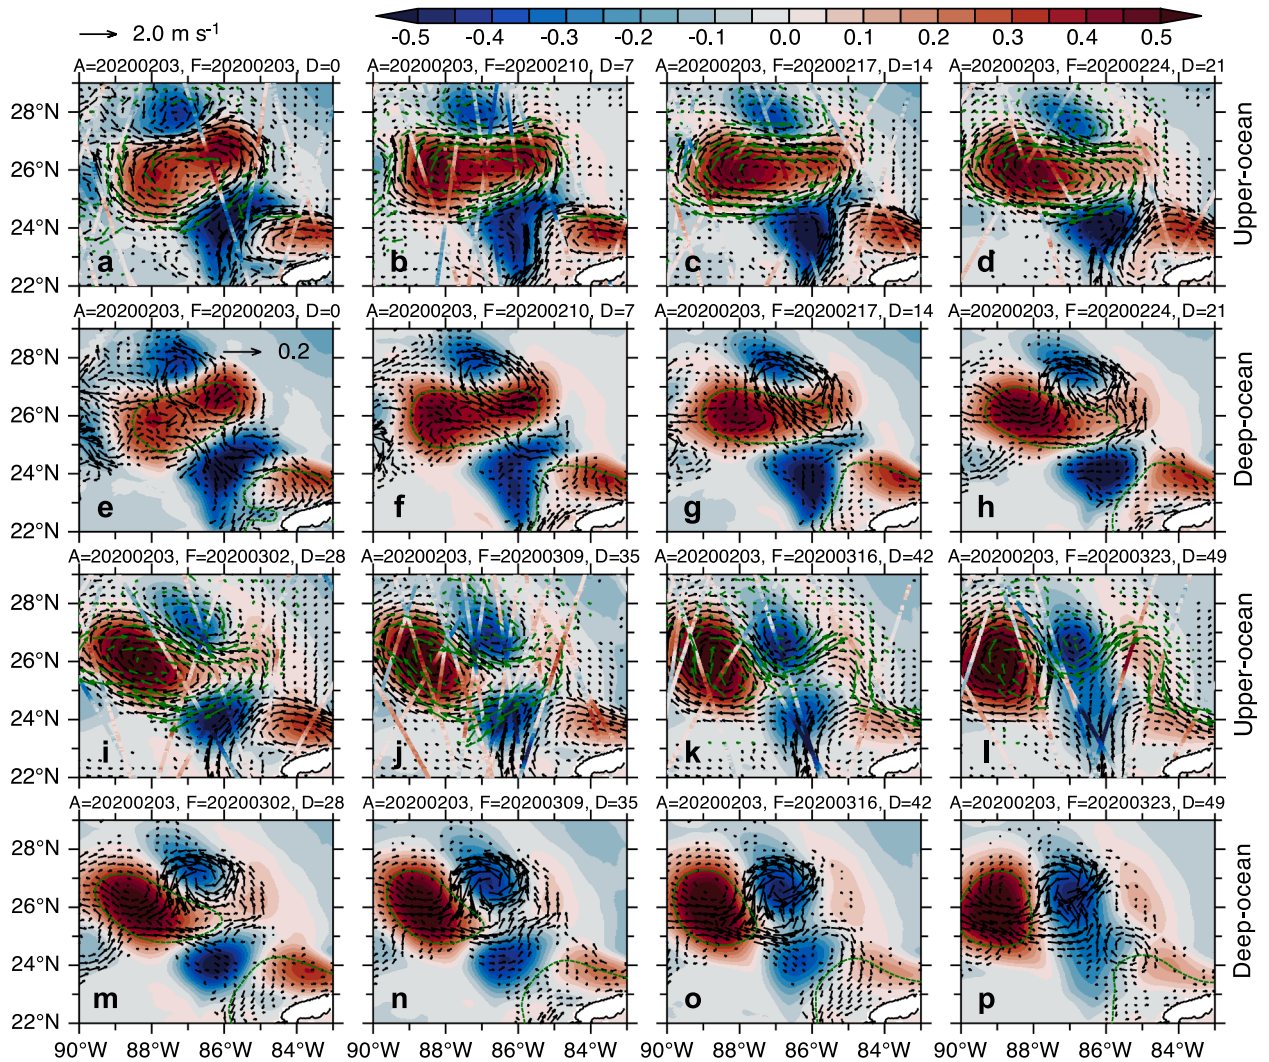 2.0 m s⁻¹
-0.5 -0.4 -0.3 -0.2 -0.1 0.0 0.1 0.2 0.3 0.4 0.5
A=20200203, F=20200203, D=0 A=20200203, F=20200210, D=7 A=20200203, F=20200217, D=14 A=20200203, F=20200224, D=21
28°N
26°N
24°N
22°N
a b c d
Upper-ocean
A=20200203, F=20200203, D=0 A=20200203, F=20200210, D=7 A=20200203, F=20200217, D=14 A=20200203, F=20200224, D=21
0.2
28°N
26°N
24°N
22°N
e f g h
Deep-ocean
A=20200203, F=20200302, D=28 A=20200203, F=20200309, D=35 A=20200203, F=20200316, D=42 A=20200203, F=20200323, D=49
28°N
26°N
24°N
22°N
i j k l
Upper-ocean
A=20200203, F=20200302, D=28 A=20200203, F=20200309, D=35 A=20200203, F=20200316, D=42 A=20200203, F=20200323, D=49
28°N
26°N
24°N
22°N
m n o p
Deep-ocean
90°W 88°W 86°W 84°W 90°W 88°W 86°W 84°W 90°W 88°W 86°W 84°W 90°W 88°W 86°W 84°W